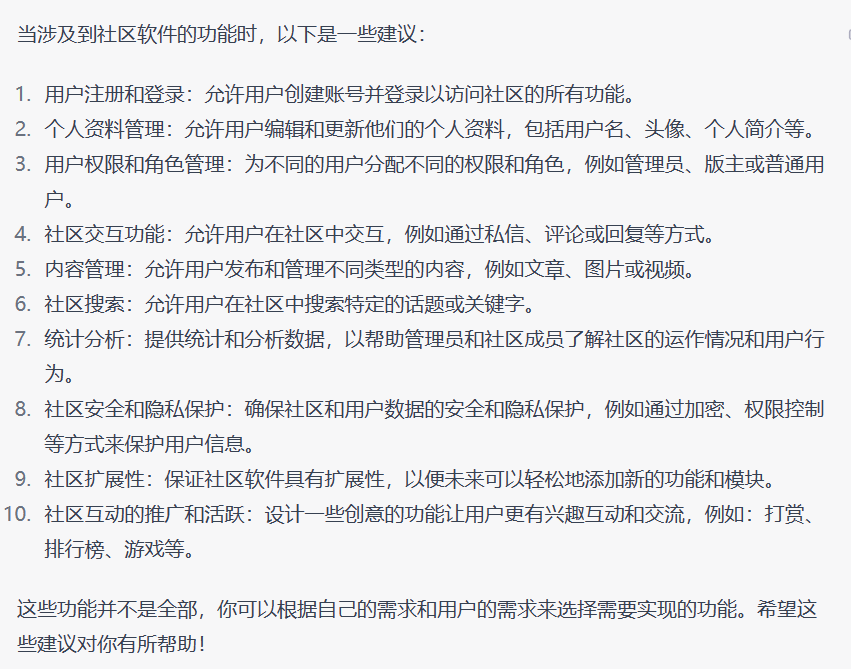 当涉及到社区软件的功能时，以下是一些建议：
1. 用户注册和登录：允许用户创建账号并登录以访问社区的所有功能。
2. 个人资料管理：允许用户编辑和更新他们的个人资料，包括用户名、头像、个人简介等。
3. 用户权限和角色管理：为不同的用户分配不同的权限和角色，例如管理员、版主或普通用
户。
4. 社区交互功能：允许用户在社区中交互，例如通过私信、评论或回复等方式。
5. 内容管理：允许用户发布和管理不同类型的内容，例如文章、图片或视频。
6. 社区搜索：允许用户在社区中搜索特定的话题或关键字。
7. 统计分析：提供统计和分析数据，以帮助管理员和社区成员了解社区的运作情况和用户行
为。
8. 社区安全和隐私保护：确保社区和用户数据的安全和隐私保护，例如通过加密、权限控制
等方式来保护用户信息。
9. 社区扩展性：保证社区软件具有扩展性，以便未来可以轻松地添加新的功能和模块。
10. 社区互动的推广和活跃：设计一些创意的功能让用户更有兴趣互动和交流，例如：打赏、
排行榜、游戏等。
这些功能并不是全部，你可以根据自己的需求和用户的需求来选择需要实现的功能。希望这
些建议对你有所帮助！